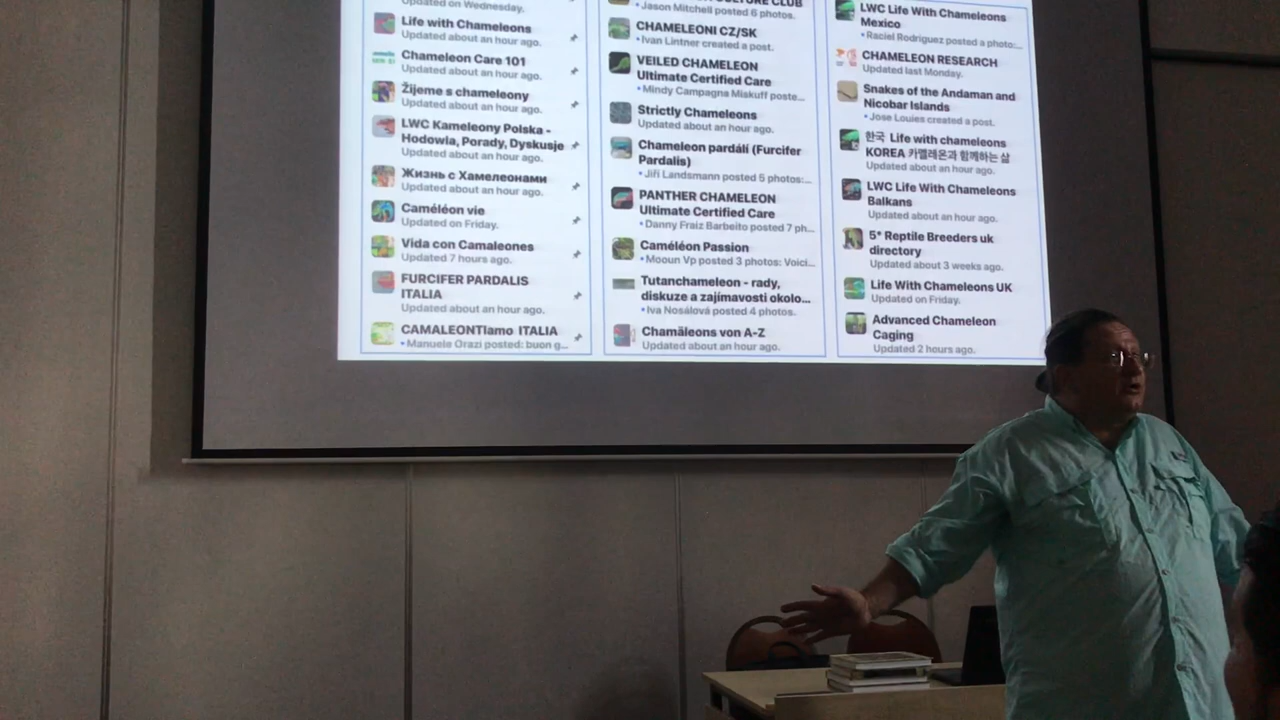 Updated on Wednesday.
Life with Chameleons
Updated about an hour ago.
Chameleon Care 101
Updated about an hour ago.
Žijeme s chameleony
Updated about an hour ago.
LWC Kameleony Polska -
Hodowla, Porady, Dyskusje
Updated about an hour ago.
Жизнь с Хамелеонами
Updated about an hour ago.
Caméléon vie
Updated on Friday.
Vida con Camaleones
Updated 7 hours ago.
FURCIFER PARDALIS
ITALIA
Updated about an hour ago.
CAMALEONTIamo ITALIA
• Manuele Orazi posted: buon g...
CULTURE CLUB
• Jason Mitchell posted 6 photos.
CHAMELEONI CZ/SK
• Ivan Lintner created a post.
VEILED CHAMELEON
Ultimate Certified Care
• Mindy Campagna Miskuff poste...
Strictly Chameleons
Updated about an hour ago.
Chameleon pardálí (Furcifer
Pardalis)
• Jiří Landsmann posted 5 photos:...
PANTHER CHAMELEON
Ultimate Certified Care
• Danny Fraiz Barbeito posted 7 ph...
Caméléon Passion
• Mooun Vp posted 3 photos: Voici...
Tutanchameleon - rady,
diskuze a zajímavosti okolo...
• Iva Nosálová posted 4 photos.
Chamäleons von A-Z
Updated about an hour ago.
LWC Life With Chameleons
Mexico
• Raciel Rodriguez posted a photo:...
CHAMELEON RESEARCH
Updated last Monday.
Snakes of the Andaman and
Nicobar Islands
• Jose Louies created a post.
한국 Life with chameleons
KOREA 카멜레온과 함께하는 삶
Updated about an hour ago.
LWC Life With Chameleons
Balkans
Updated about an hour ago.
5* Reptile Breeders uk
directory
Updated about 3 weeks ago.
Life With Chameleons UK
Updated on Friday.
Advanced Chameleon
Caging
Updated 2 hours ago.